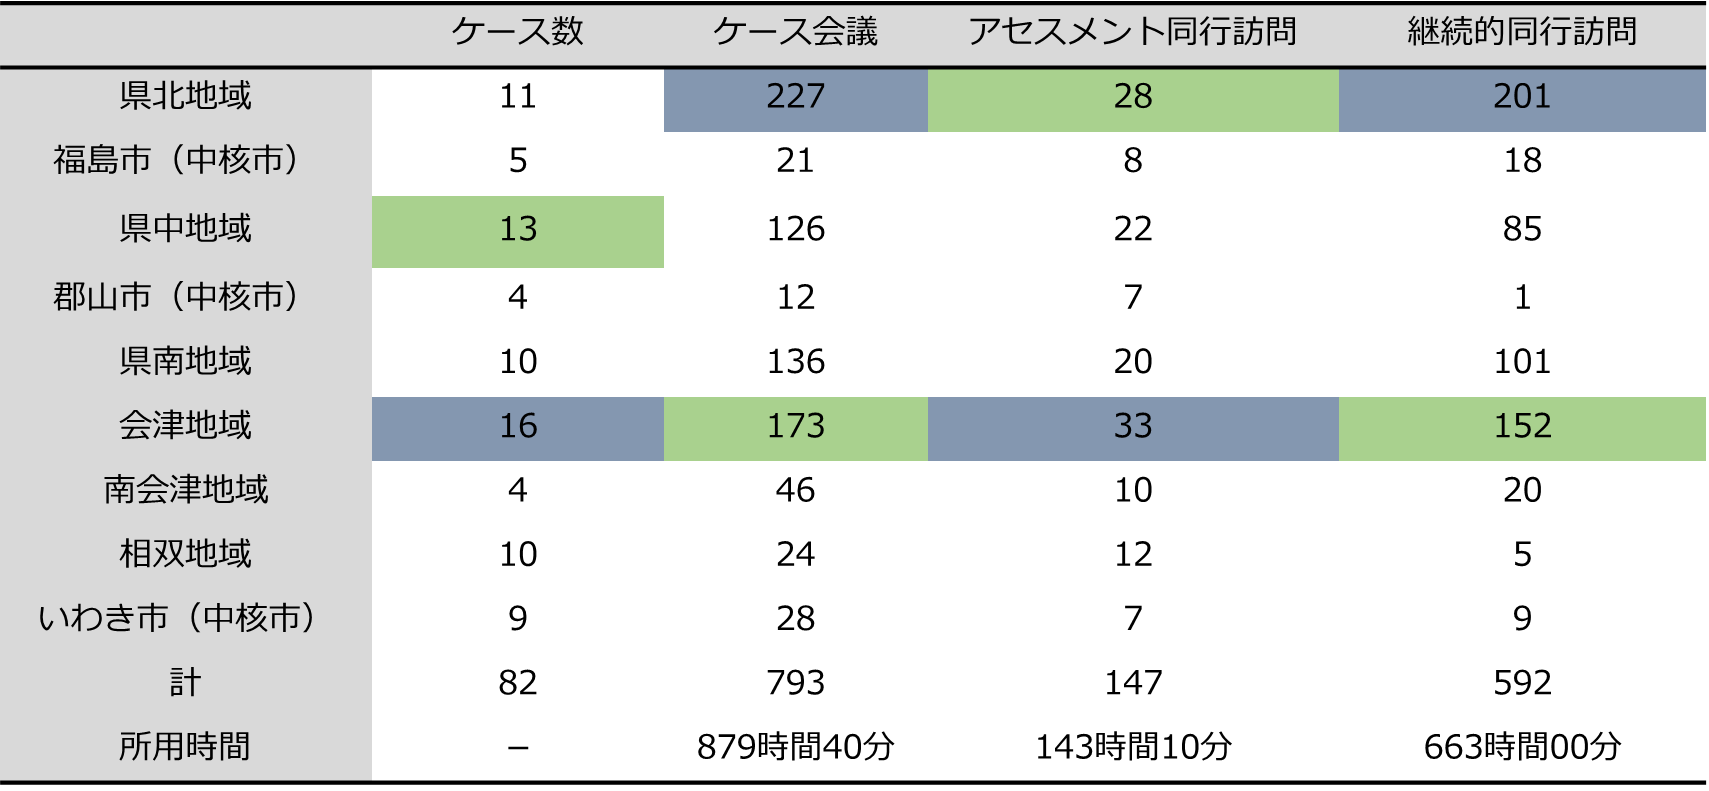 ケース数 ケース会議 アセスメント同行訪問 継続的同行訪問
県北地域 11 227 28 201
福島市（中核市） 5 21 8 18
県中地域 13 126 22 85
郡山市（中核市） 4 12 7 1
県南地域 10 136 20 101
会津地域 16 173 33 152
南会津地域 4 46 10 20
相双地域 10 24 12 5
いわき市（中核市） 9 28 7 9
計 82 793 147 592
所用時間 – 879時間40分 143時間10分 663時間00分